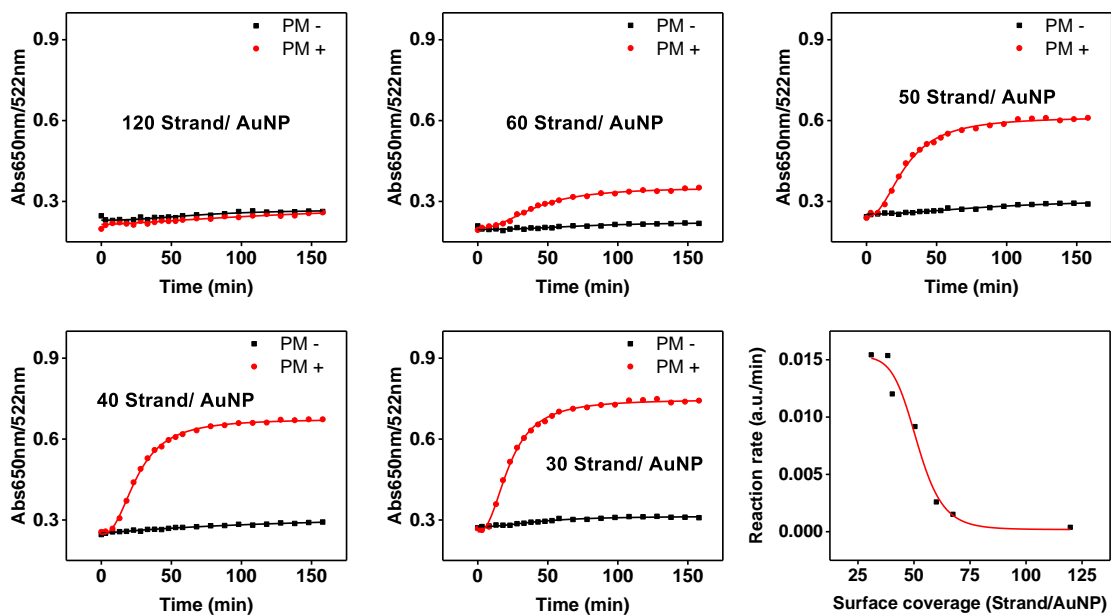 0.9
0.6
0.3
Abs650nm/522nm
PM -
PM +
120 Strand/ AuNP
0
50
100
150
Time (min)
0.9
0.6
0.3
Abs650nm/522nm
PM -
PM +
60 Strand/ AuNP
0
50
100
150
Time (min)
0.9
0.6
0.3
Abs650nm/522nm
PM -
PM +
50 Strand/ AuNP
0
50
100
150
Time (min)
0.9
0.6
0.3
Abs650nm/522nm
PM -
PM +
40 Strand/ AuNP
0
50
100
150
Time (min)
0.9
0.6
0.3
Abs650nm/522nm
PM -
PM +
30 Strand/ AuNP
0
50
100
150
Time (min)
0.015
0.010
0.005
0.000
Reaction rate (a.u./min)
25
50
75
100
125
Surface coverage (Strand/AuNP)